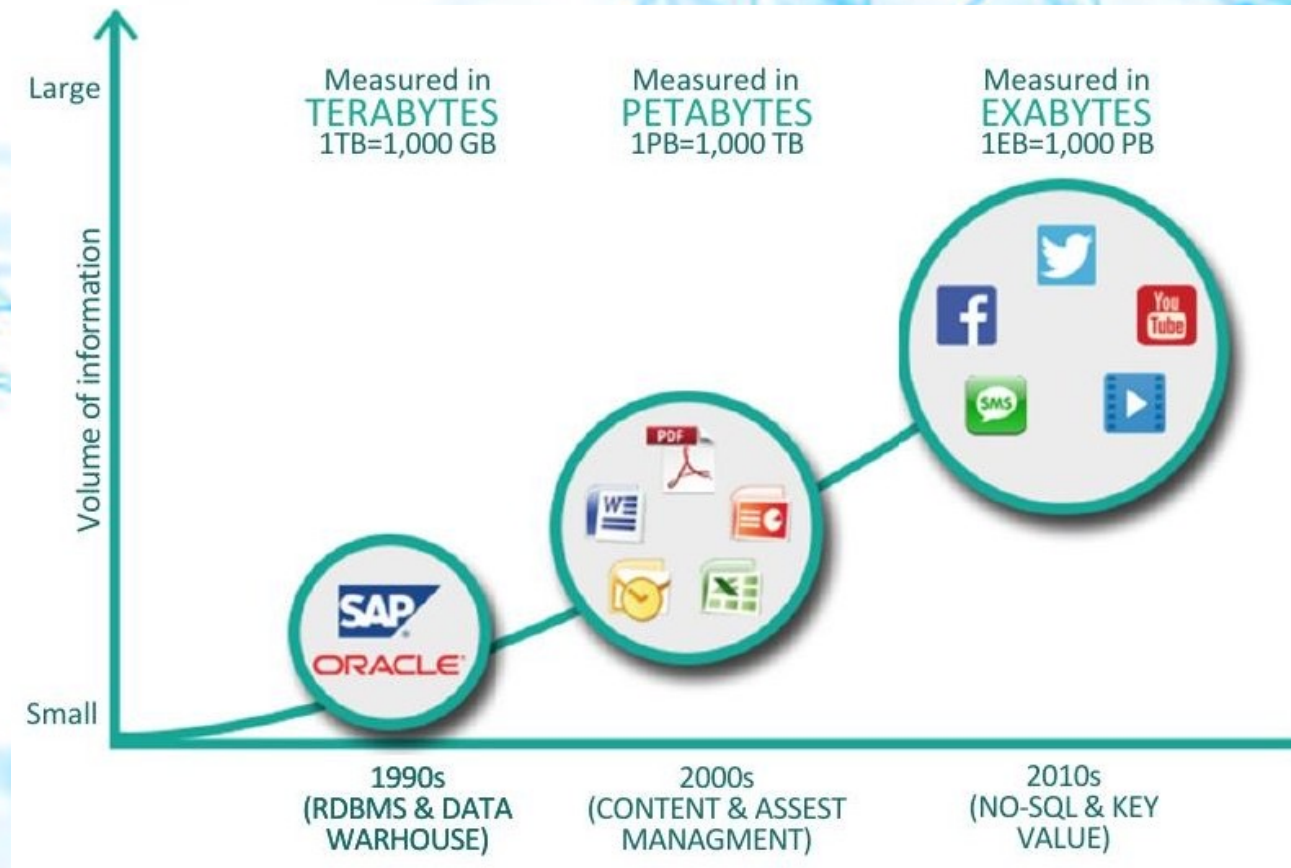 Large
Measured in
TERABYTES
1TB=1,000 GB
Measured in
PETABYTES
1PB=1,000 TB
Measured in
EXABYTES
1EB=1,000 PB
Volume of information
You
Tube
SMS
PDF
W
X
SAP
ORACLE
Small
1990s
(RDBMS & DATA
WARHOUSE)
2000s
(CONTENT & ASSEST
MANAGMENT)
2010s
(NO-SQL & KEY
VALUE)